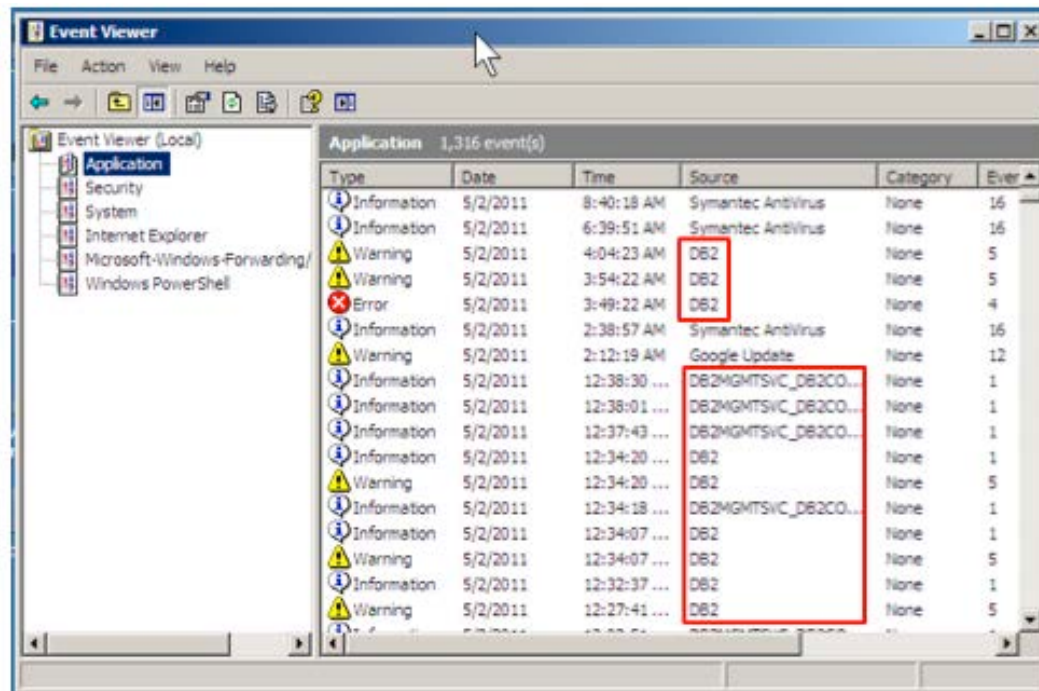 Event Viewer
File Action View Help
Event Viewer (Local)
Application
Security
System
Internet Explorer
Microsoft-Windows-Forwarding/
Windows PowerShell
Application 1,316 event(s)
Type Date Time Source Category Ever
Information 5/2/2011 8:40:18 AM Symantec AntiVirus None 16
Information 5/2/2011 6:39:51 AM Symantec AntiVirus None 16
Warning 5/2/2011 4:04:23 AM DB2 None 5
Warning 5/2/2011 3:54:22 AM DB2 None 5
Error 5/2/2011 3:49:22 AM DB2 None 4
Information 5/2/2011 2:38:57 AM Symantec AntiVirus None 16
Warning 5/2/2011 2:12:19 AM Google Update None 12
Information 5/2/2011 12:38:30 ... DB2MGMTSVC_DB2CO... None 1
Information 5/2/2011 12:38:01 ... DB2MGMTSVC_DB2CO... None 1
Information 5/2/2011 12:37:43 ... DB2MGMTSVC_DB2CO... None 1
Information 5/2/2011 12:34:20 ... DB2 None 1
Warning 5/2/2011 12:34:20 ... DB2 None 5
Information 5/2/2011 12:34:18 ... DB2MGMTSVC_DB2CO... None 1
Information 5/2/2011 12:34:07 ... DB2 None 1
Warning 5/2/2011 12:34:07 ... DB2 None 5
Information 5/2/2011 12:32:37 ... DB2 None 1
Warning 5/2/2011 12:27:41 ... DB2 None 5